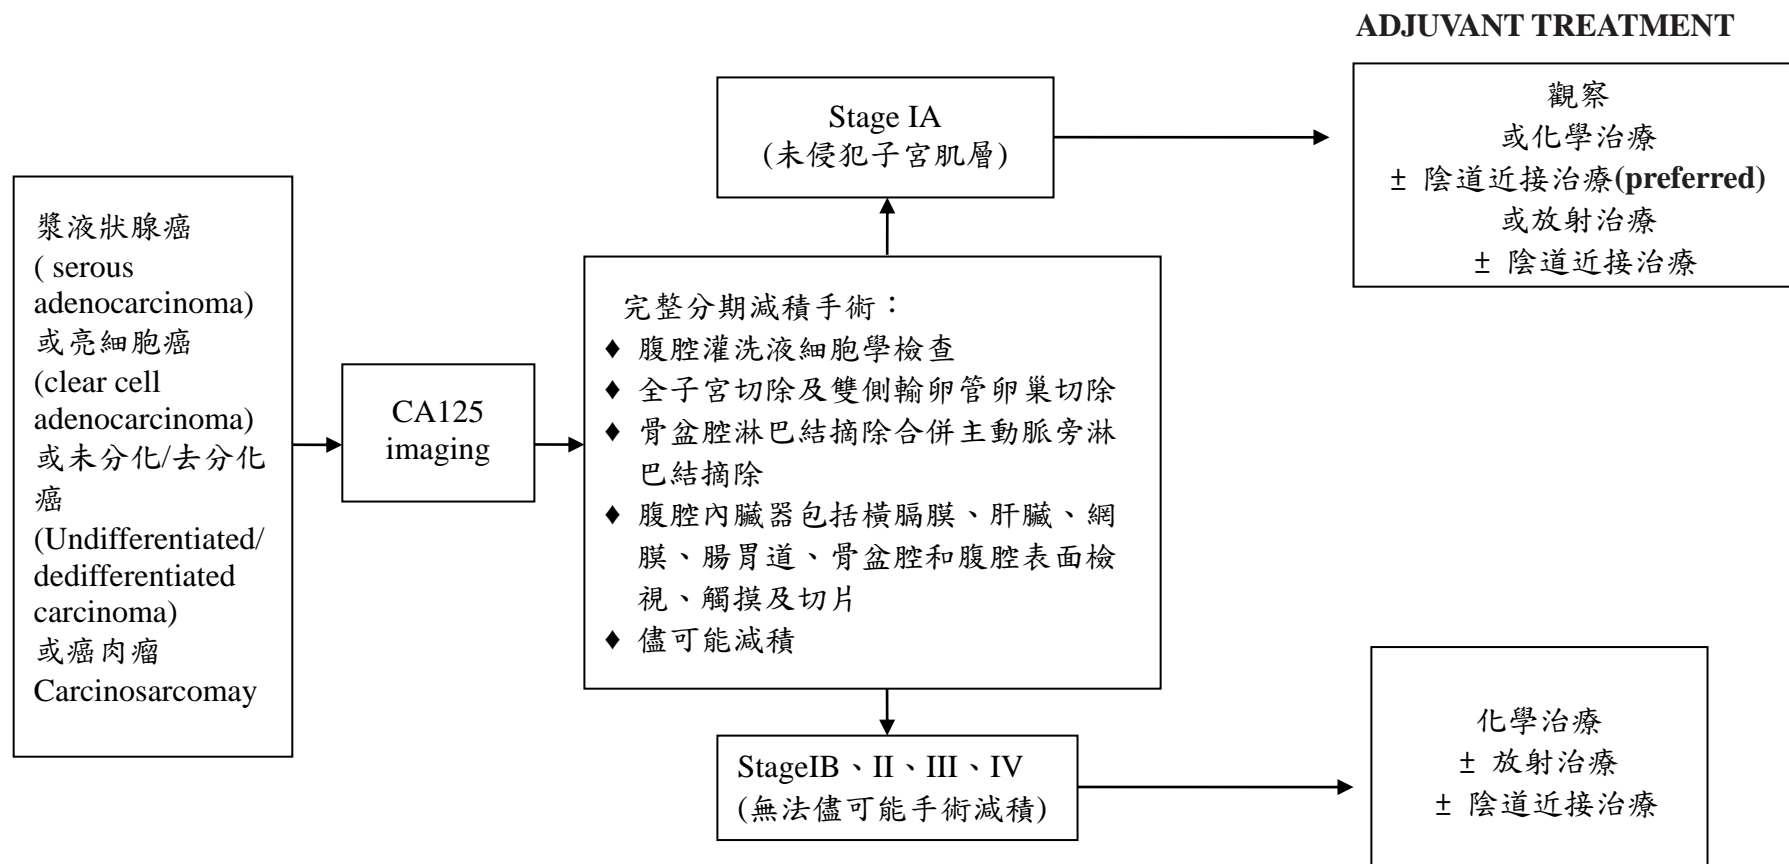 ADJUVANT TREATMENT
Stage IA
(未侵犯子宮肌層)
觀察
或化學治療
± 陰道近接治療(preferred)
或放射治療
± 陰道近接治療
漿液狀腺癌
( serous
adenocarcinoma)
或亮細胞癌
(clear cell
adenocarcinoma)
或未分化/去分化
癌
(Undifferentiated/
dedifferentiated
carcinoma)
或癌肉瘤
Carcinosarcomay
CA125
imaging
完整分期減積手術：
♦ 腹腔灌洗液細胞學檢查
♦ 全子宮切除及雙側輸卵管卵巢切除
♦ 骨盆腔淋巴結摘除合併主動脈旁淋
巴結摘除
♦ 腹腔內臟器包括橫膈膜、肝臟、網
膜、腸胃道、骨盆腔和腹腔表面檢
視、觸摸及切片
♦ 儘可能減積
StageIB、II、III、IV
(無法儘可能手術減積)
化學治療
± 放射治療
± 陰道近接治療